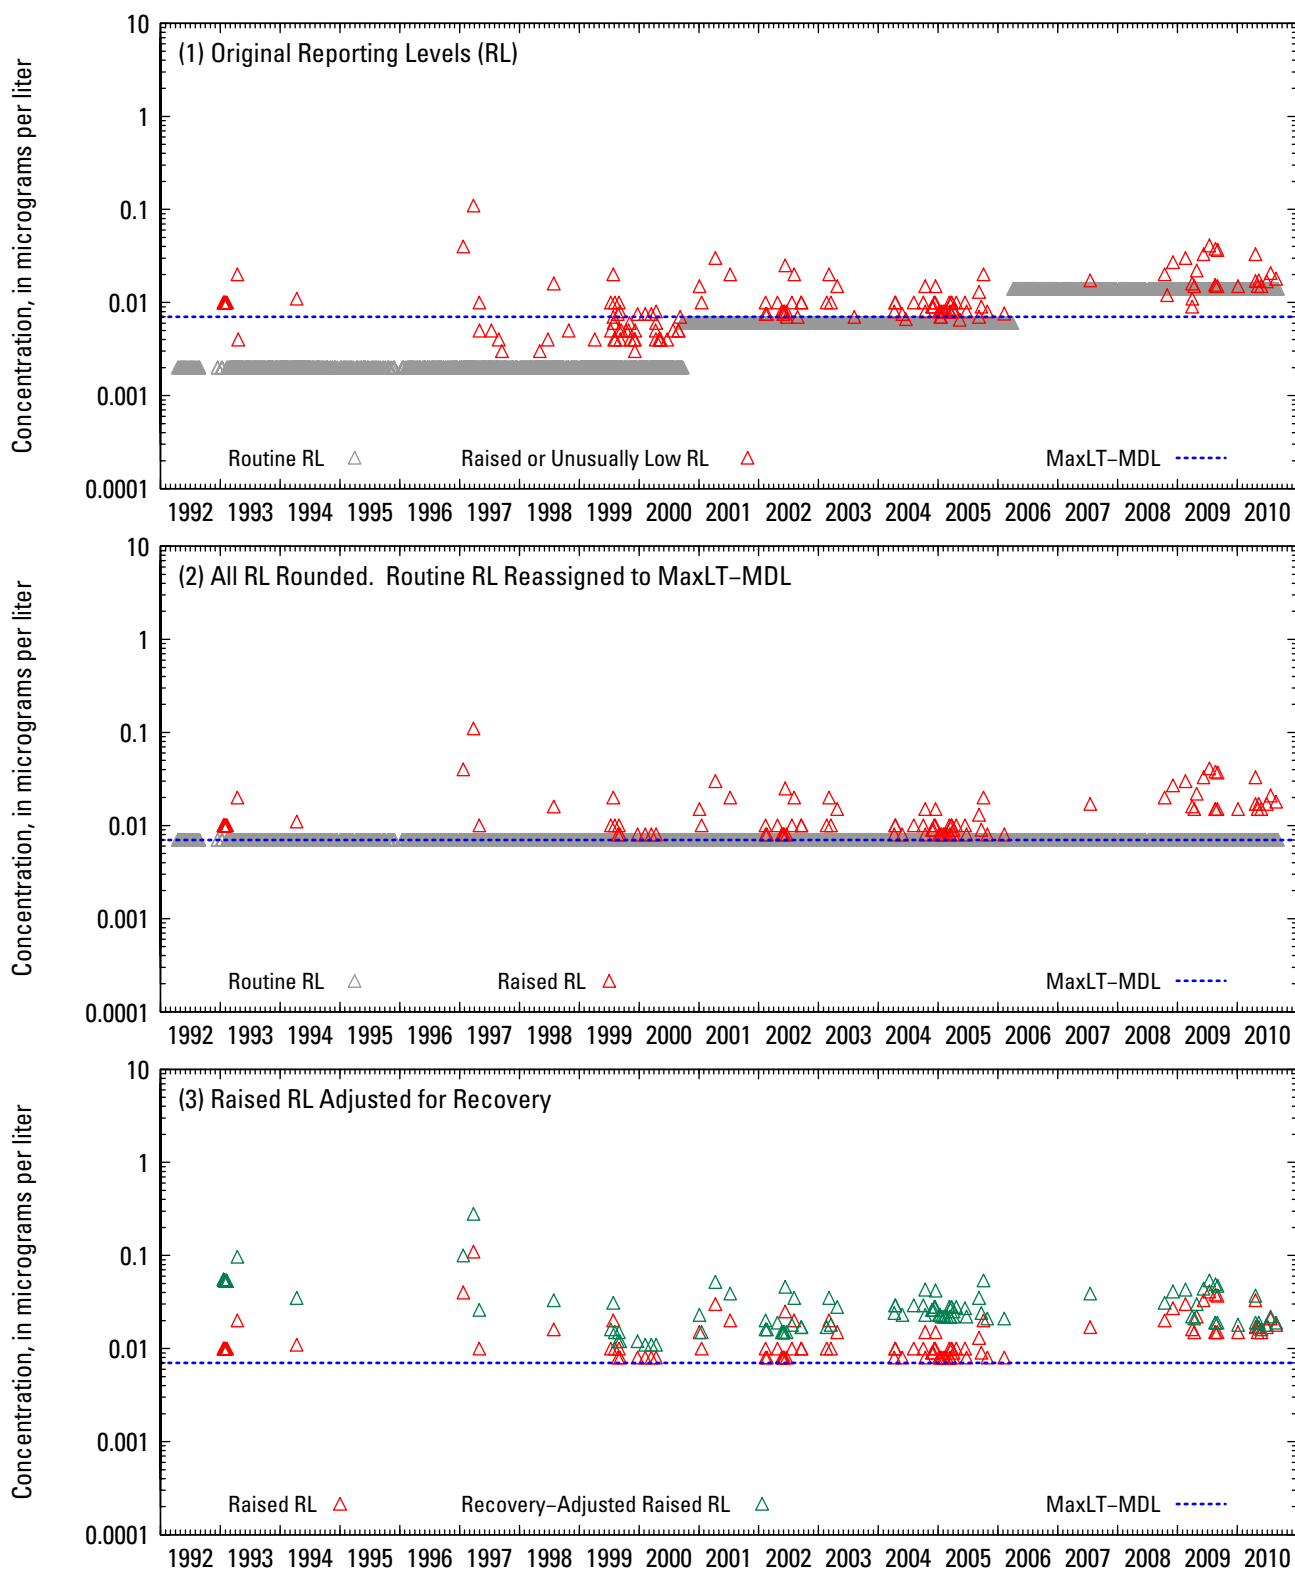 Concentration, in micrograms per liter
(1) Original Reporting Levels (RL)
10
1
0.1
0.01
0.001
0.0001
Routine RL
Raised or Unusually Low RL
MaxLT−MDL
1992 1993 1994 1995 1996 1997 1998 1999 2000 2001 2002 2003 2004 2005 2006 2007 2008 2009 2010
Concentration, in micrograms per liter
(2) All RL Rounded. Routine RL Reassigned to MaxLT−MDL
10
1
0.1
0.01
0.001
0.0001
Routine RL
Raised RL
MaxLT−MDL
1992 1993 1994 1995 1996 1997 1998 1999 2000 2001 2002 2003 2004 2005 2006 2007 2008 2009 2010
Concentration, in micrograms per liter
(3) Raised RL Adjusted for Recovery
10
1
0.1
0.01
0.001
0.0001
Raised RL
Recovery−Adjusted Raised RL
MaxLT−MDL
1992 1993 1994 1995 1996 1997 1998 1999 2000 2001 2002 2003 2004 2005 2006 2007 2008 2009 2010